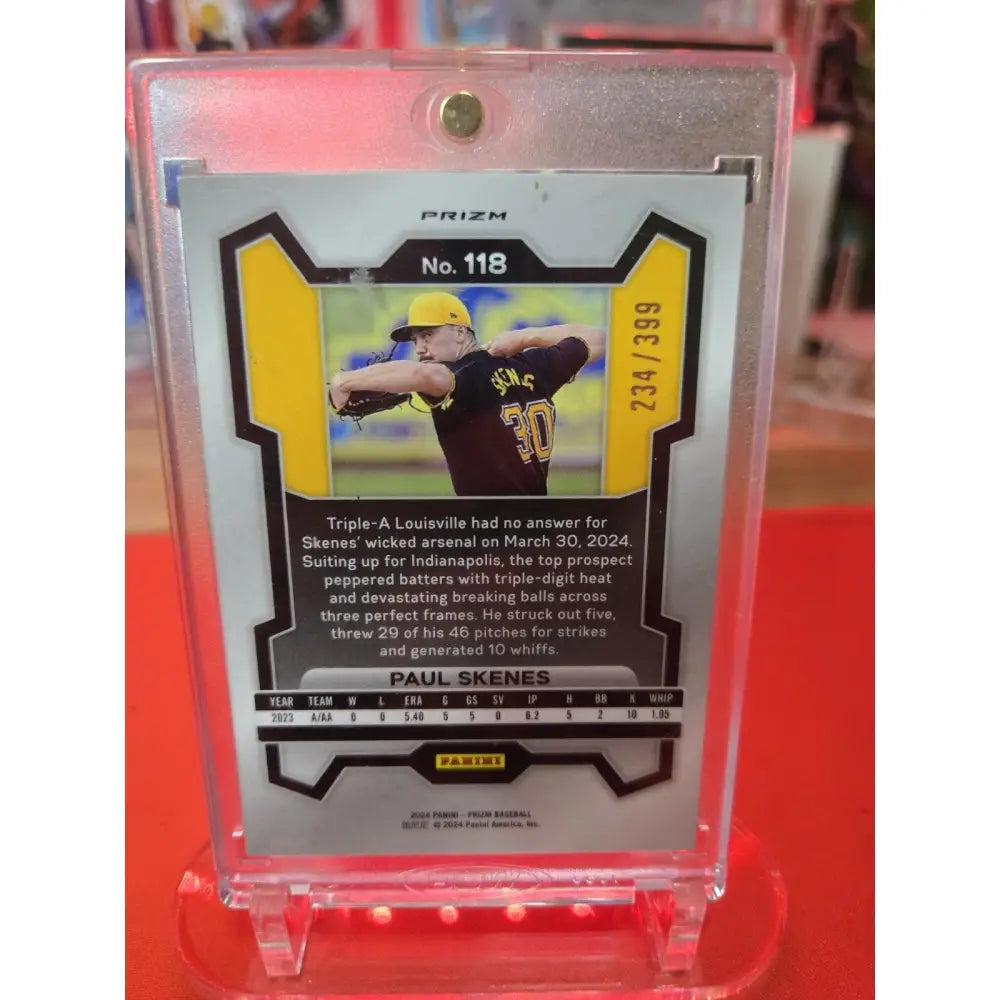 PRIZM
No. 118
234/399
SKENES
30
Triple-A Louisville had no answer for
Skenes' wicked arsenal on March 30, 2024.
Suiting up for Indianapolis, the top prospect
peppered batters with triple-digit heat
and devastating breaking balls across
three perfect frames. He struck out five,
threw 29 of his 46 pitches for strikes
and generated 10 whiffs.
PAUL SKENES
YEAR TEAM W L ERA G GS SV IP H BB K WHIP
2023 A/AA 0 0 5.40 5 5 0 6.2 5 2 10 1.05
PANINI
2024 PANINI – PRIZM BASEBALL
© 2024 Panini America, Inc.